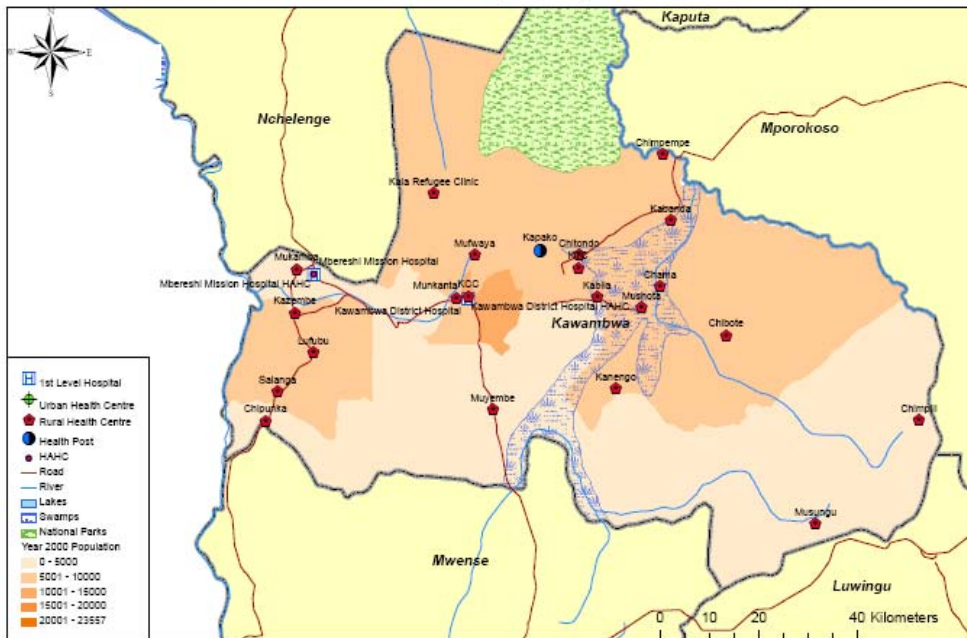 Kaputa
N
E
S
Nchelenge
Mporokoso
Chimpempe
Kala Refugee Clinic
Kabanda
Kapako
Mufwaya
Chitondo
Mukamba
Mbereshi Mission Hospital
Mbereshi Mission Hospital HAHC
Chama
Munkanta
KCC
Kabila
Kazembe
Kawambwa District Hospital
Kawambwa District Hospital HAHC
Mushota
Kawambwa
Chibote
Lufubu
Salanga
Kanengo
Chipunka
Muyembe
Chimpili
Musungu
Mwense
Luwingu
1st Level Hospital
Urban Health Centre
Rural Health Centre
Health Post
HAHC
Road
River
Lakes
Swamps
National Parks
Year 2000 Population
0 - 5000
5001 - 10000
10001 - 15000
15001 - 20000
20001 - 23557
0 10 20 40 Kilometers